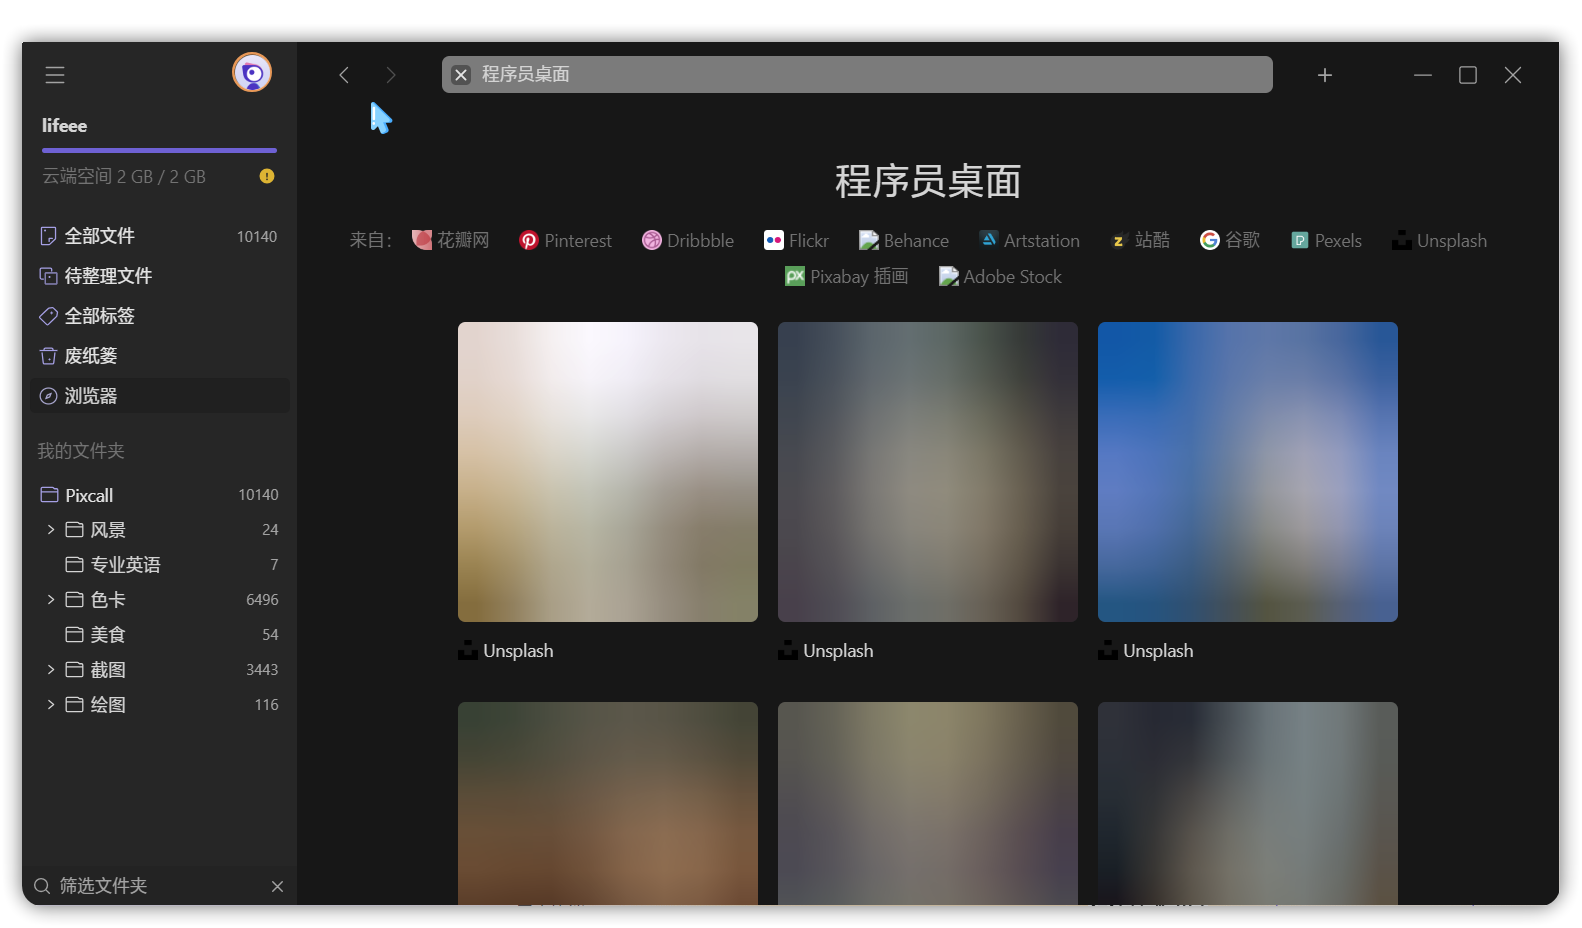 程序员桌面
lifeee
云端空间 2 GB / 2 GB
全部文件 10140
待整理文件
全部标签
废纸篓
浏览器
我的文件夹
Pixcall 10140
风景 24
专业英语 7
色卡 6496
美食 54
截图 3443
绘图 116
筛选文件夹
程序员桌面
来自： 花瓣网 Pinterest Dribbble Flickr Behance Artstation 站酷 谷歌 Pexels Unsplash
Pixabay 插画 Adobe Stock
Unsplash Unsplash Unsplash